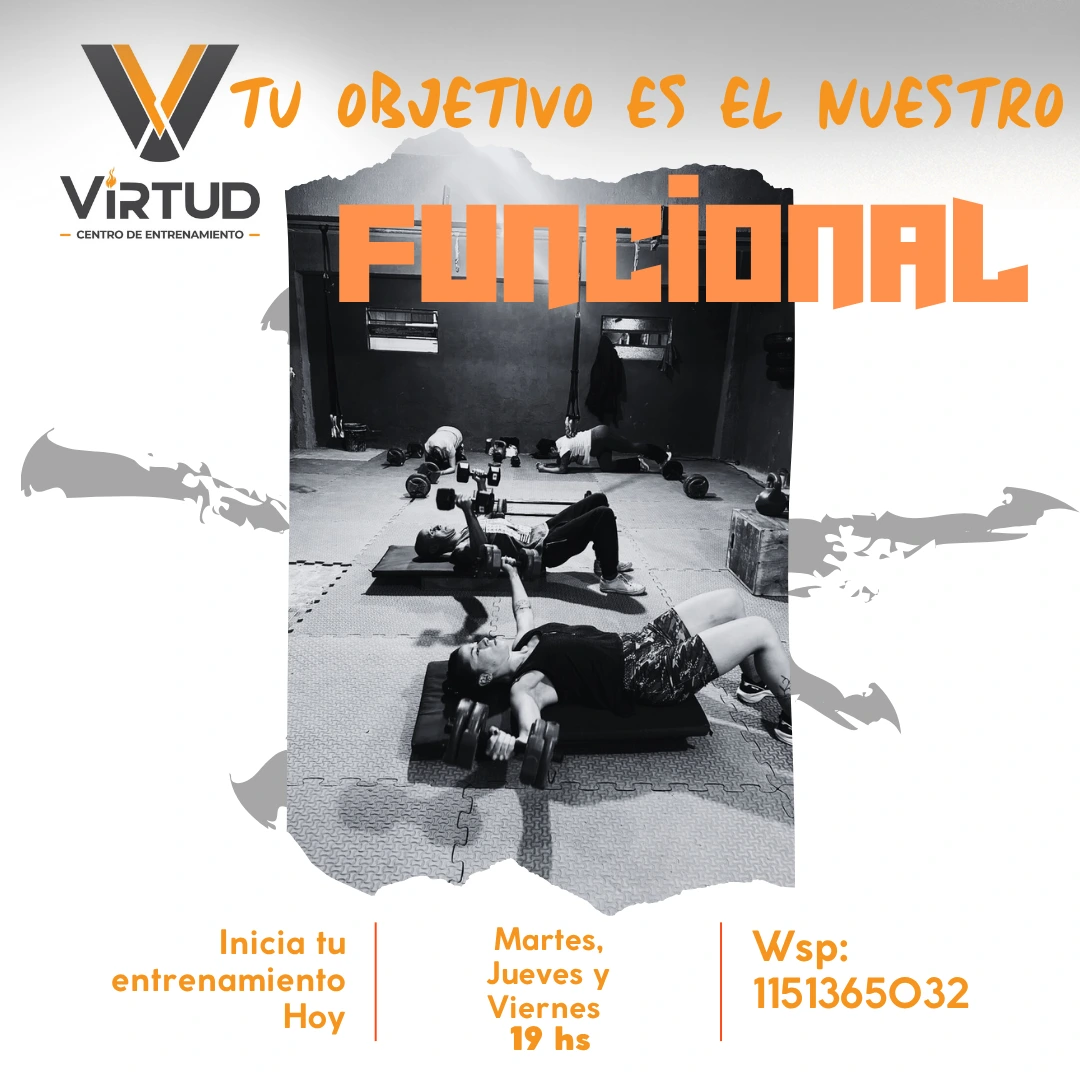 TU OBJETIVO ES EL NUESTRO
VIRTUD
CENTRO DE ENTRENAMIENTO
FUNCIONAL
Inicia tu
entrenamiento
Hoy
Martes,
Jueves y
Viernes
19 hs
Wsp:
1151365032